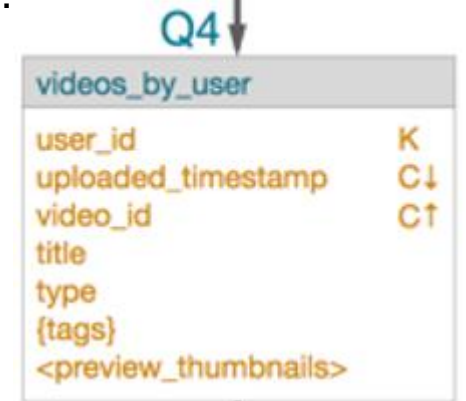 Q4
videos_by_user
user_id K
uploaded_timestamp C↓
video_id C↑
title
type
{tags}
<preview_thumbnails>